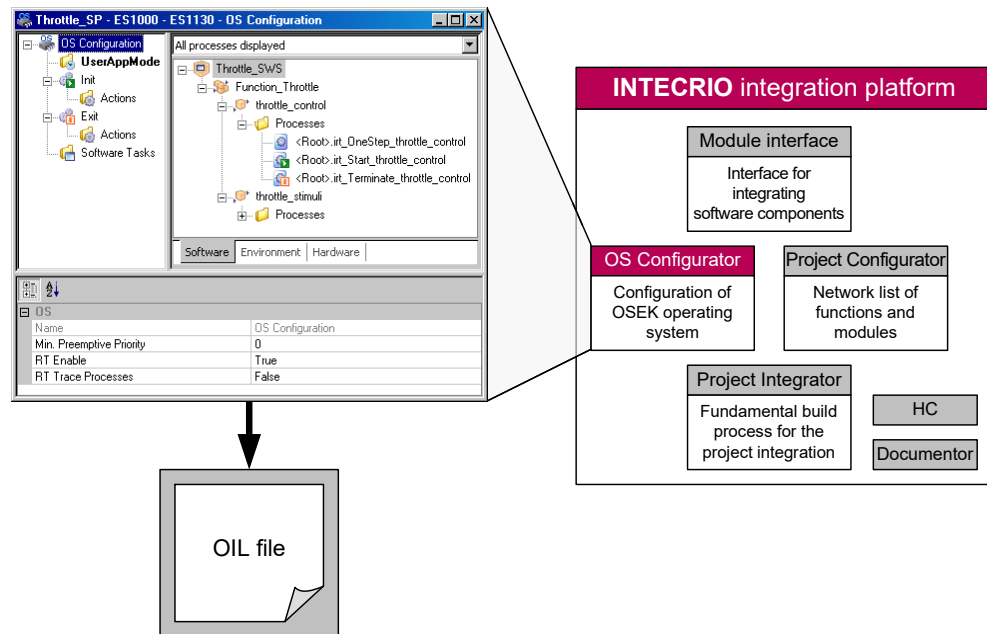 Throttle_SP - ES1000 - ES1130 - OS Configuration
OS Configuration
UserAppMode
Init
Actions
Exit
Actions
Software Tasks
All processes displayed
Throttle_SWS
Function_Throttle
throttle_control
Processes
<Root>.irt_OneStep_throttle_control
<Root>.irt_Start_throttle_control
<Root>.irt_Terminate_throttle_control
throttle_stimuli
Processes
Software Environment Hardware
OS
Name OS Configuration
Min. Preemptive Priority 0
RT Enable True
RT Trace Processes False
OIL file
INTECRIO integration platform
Module interface
Interface for
integrating
software components
OS Configurator
Configuration of
OSEK operating
system
Project Configurator
Network list of
functions and
modules
Project Integrator
Fundamental build
process for the
project integration
HC
Documentor